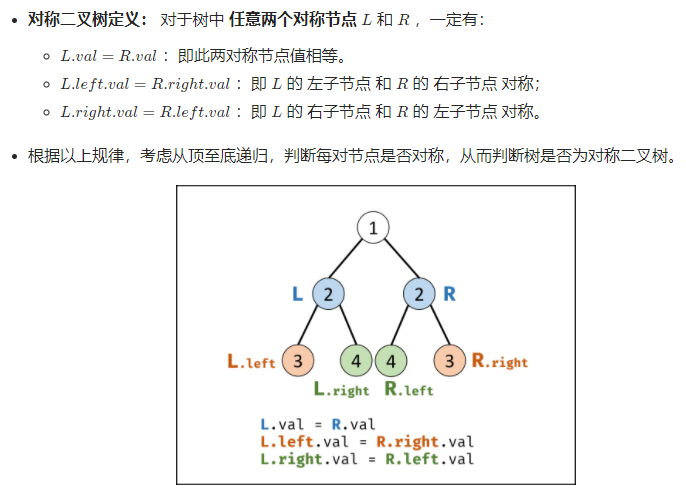 对称二叉树定义： 对于树中 任意两个对称节点 L 和 R ，一定有：
L.val = R.val ：即此两对称节点值相等。
L.left.val = R.right.val ：即 L 的 左子节点 和 R 的 右子节点 对称；
L.right.val = R.left.val ：即 L 的 右子节点 和 R 的 左子节点 对称。
根据以上规律，考虑从顶至底递归，判断每对节点是否对称，从而判断树是否为对称二叉树。
1
L 2 2 R
L.left 3 4 4 3 R.right
L.right R.left
L.val = R.val
L.left.val = R.right.val
L.right.val = R.left.val